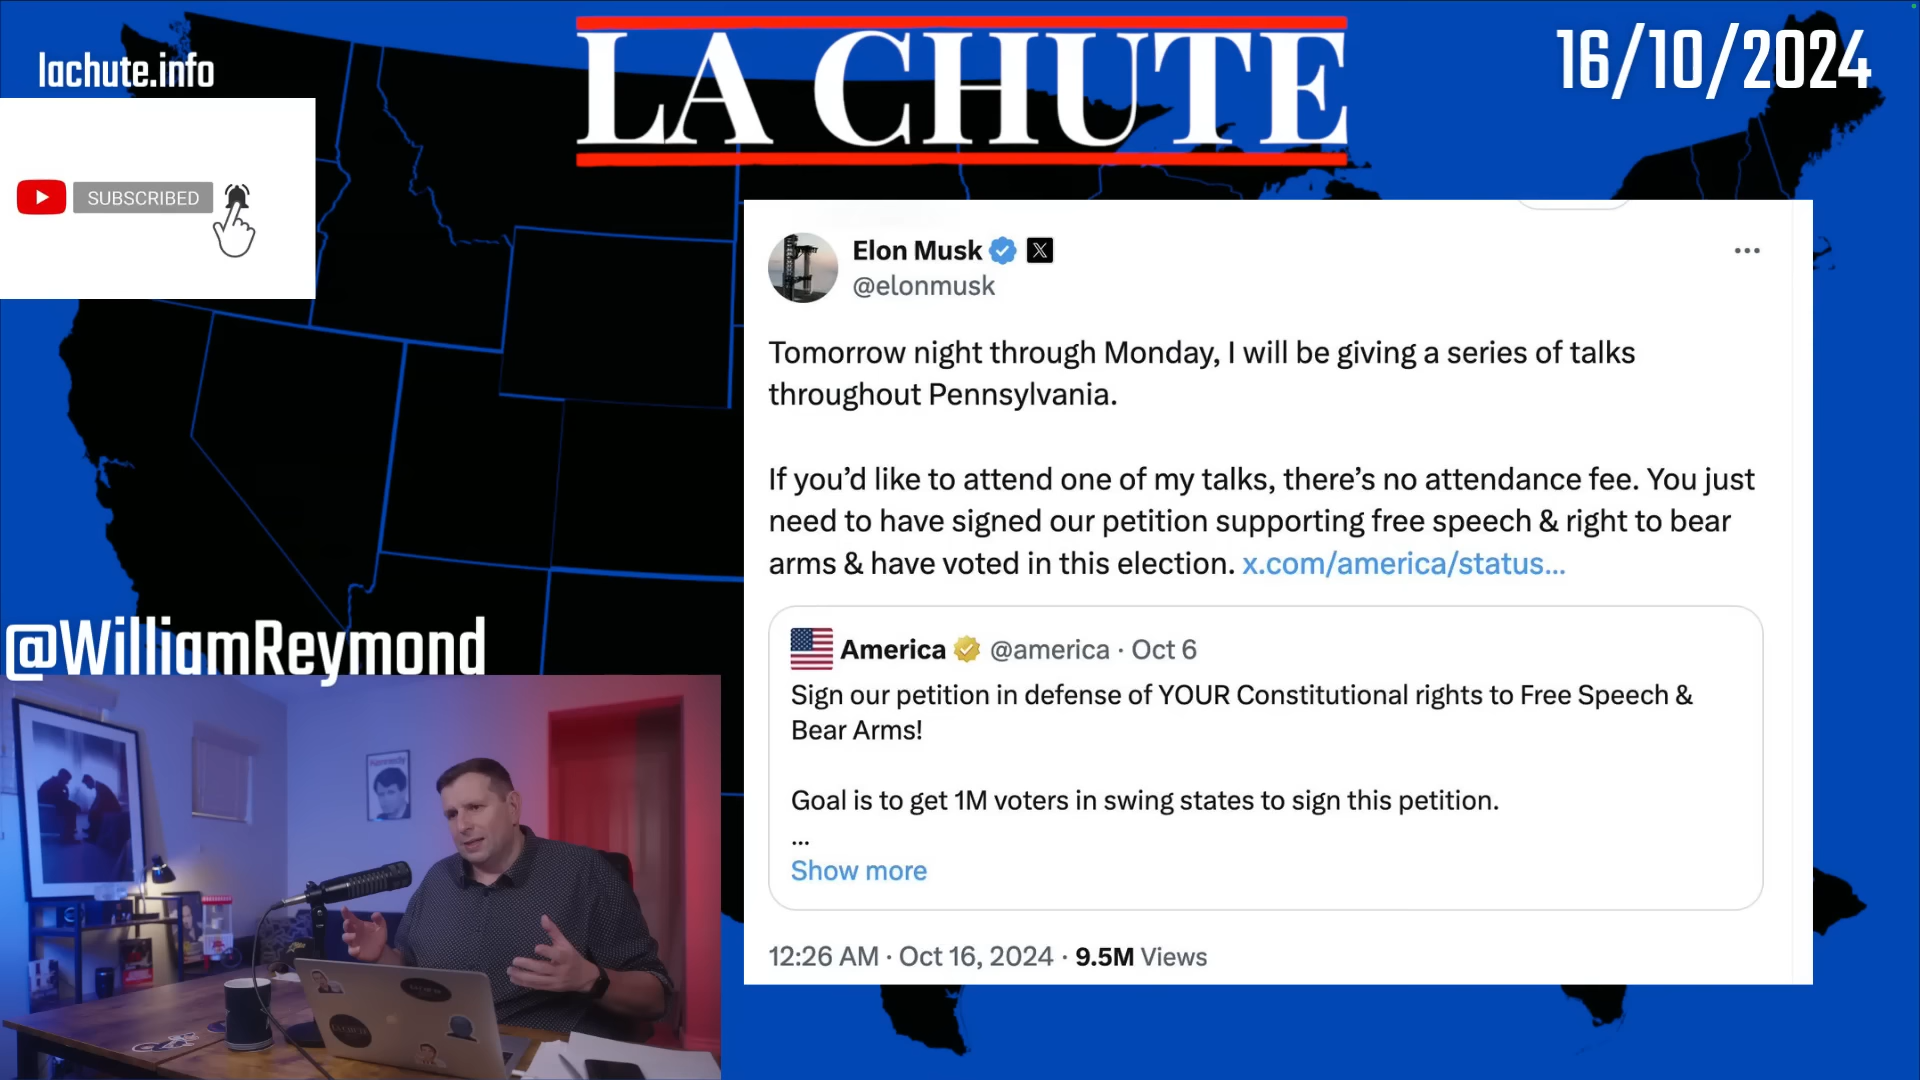 lachute.info
LA CHUTE
16/10/2024
SUBSCRIBED
Elon Musk
@elonmusk
Tomorrow night through Monday, I will be giving a series of talks
throughout Pennsylvania.
If you’d like to attend one of my talks, there’s no attendance fee. You just
need to have signed our petition supporting free speech & right to bear
arms & have voted in this election. x.com/america/status...
America @america · Oct 6
Sign our petition in defense of YOUR Constitutional rights to Free Speech &
Bear Arms!
Goal is to get 1M voters in swing states to sign this petition.
...
Show more
12:26 AM · Oct 16, 2024 · 9.5M Views
@WilliamReymond
Kennedy